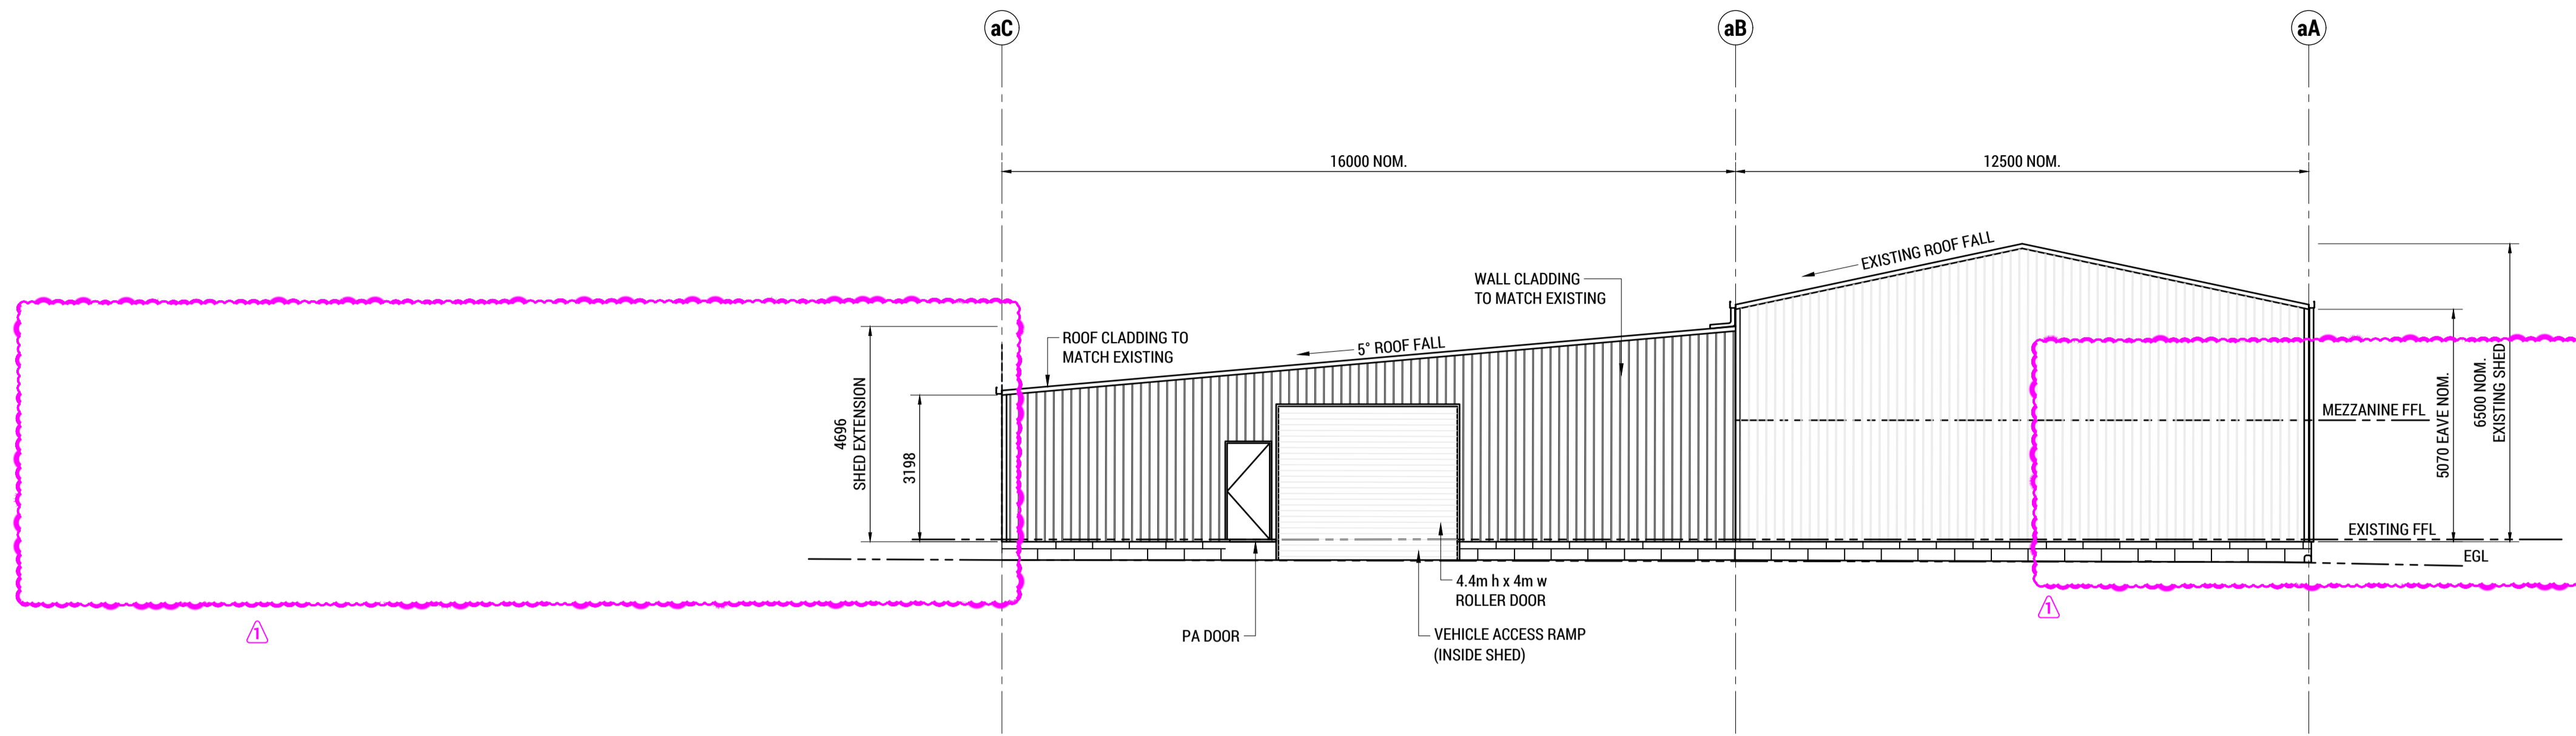 aC
aB
aA
16000 NOM.
12500 NOM.
EXISTING ROOF FALL
WALL CLADDING
TO MATCH EXISTING
ROOF CLADDING TO
MATCH EXISTING
5° ROOF FALL
4696
SHED EXTENSION
3198
MEZZANINE FFL
5070 EAVE NOM.
6500 NOM.
EXISTING SHED
EXISTING FFL
EGL
4.4m h x 4m w
ROLLER DOOR
PA DOOR
VEHICLE ACCESS RAMP
(INSIDE SHED)
1
1